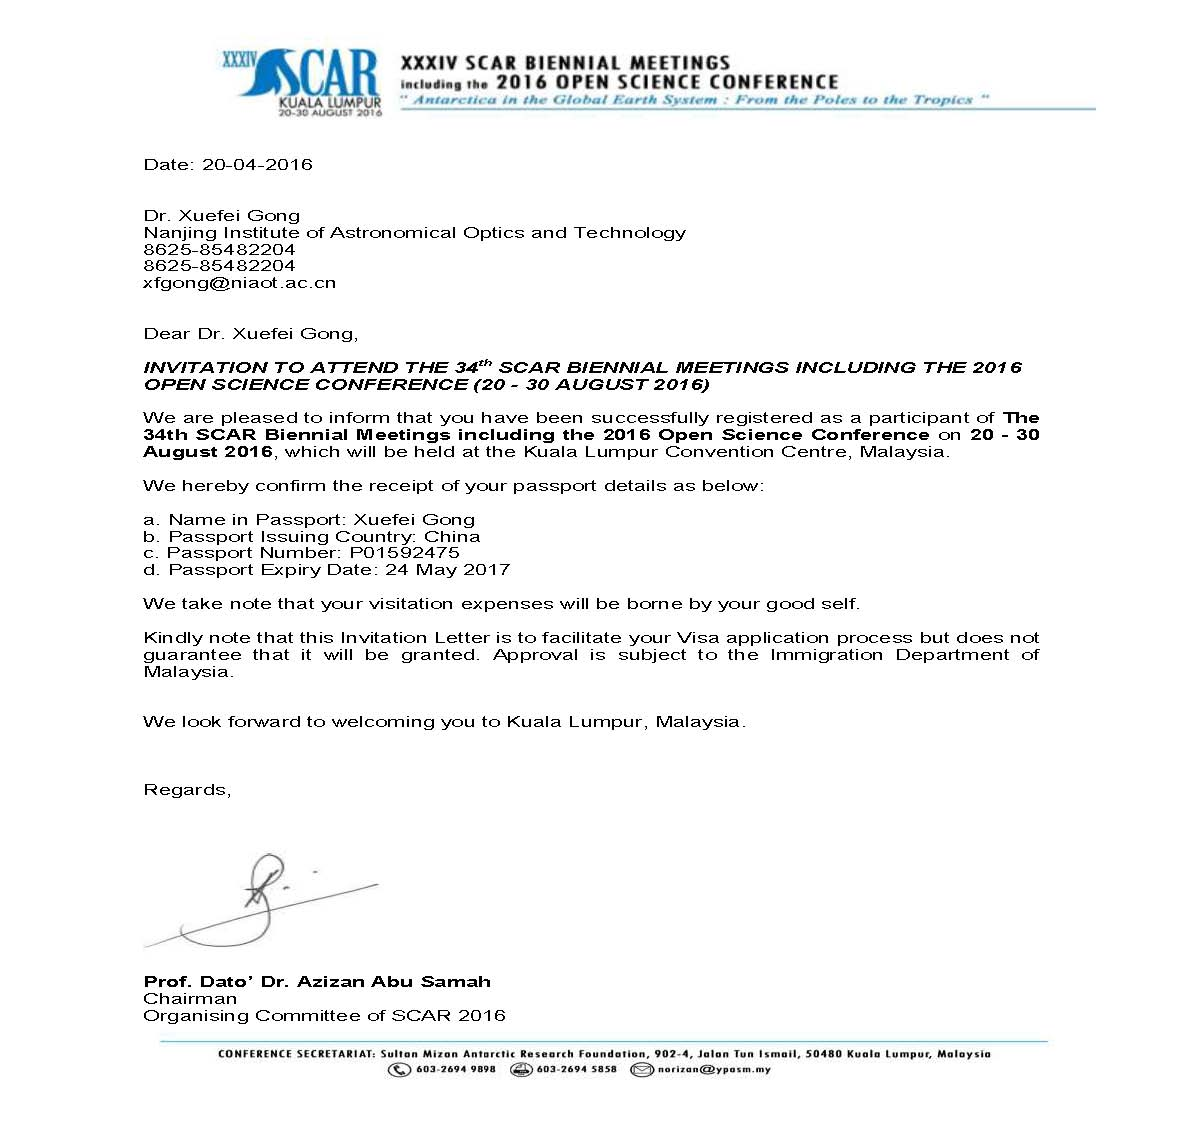 XXXIV SCAR
KUALA LUMPUR
20-30 AUGUST 2016
XXXIV SCAR BIENNIAL MEETINGS
including the 2016 OPEN SCIENCE CONFERENCE
“ Antarctica in the Global Earth System : From the Poles to the Tropics “
Date: 20-04-2016
Dr. Xuefei Gong
Nanjing Institute of Astronomical Optics and Technology
8625-85482204
8625-85482204
xfgong@niaot.ac.cn
Dear Dr. Xuefei Gong,
INVITATION TO ATTEND THE 34th SCAR BIENNIAL MEETINGS INCLUDING THE 2016
OPEN SCIENCE CONFERENCE (20 - 30 AUGUST 2016)
We are pleased to inform that you have been successfully registered as a participant of The
34th SCAR Biennial Meetings including the 2016 Open Science Conference on 20 - 30
August 2016, which will be held at the Kuala Lumpur Convention Centre, Malaysia.
We hereby confirm the receipt of your passport details as below:
a. Name in Passport: Xuefei Gong
b. Passport Issuing Country: China
c. Passport Number: P01592475
d. Passport Expiry Date: 24 May 2017
We take note that your visitation expenses will be borne by your good self.
Kindly note that this Invitation Letter is to facilitate your Visa application process but does not
guarantee that it will be granted. Approval is subject to the Immigration Department of
Malaysia.
We look forward to welcoming you to Kuala Lumpur, Malaysia.
Regards,
Prof. Dato’ Dr. Azizan Abu Samah
Chairman
Organising Committee of SCAR 2016
CONFERENCE SECRETARIAT: Sultan Mizan Antarctic Research Foundation, 902-4, Jalan Tun Ismail, 50480 Kuala Lumpur, Malaysia
603-2694 9898 603-2694 5858 norizan@ypasm.my